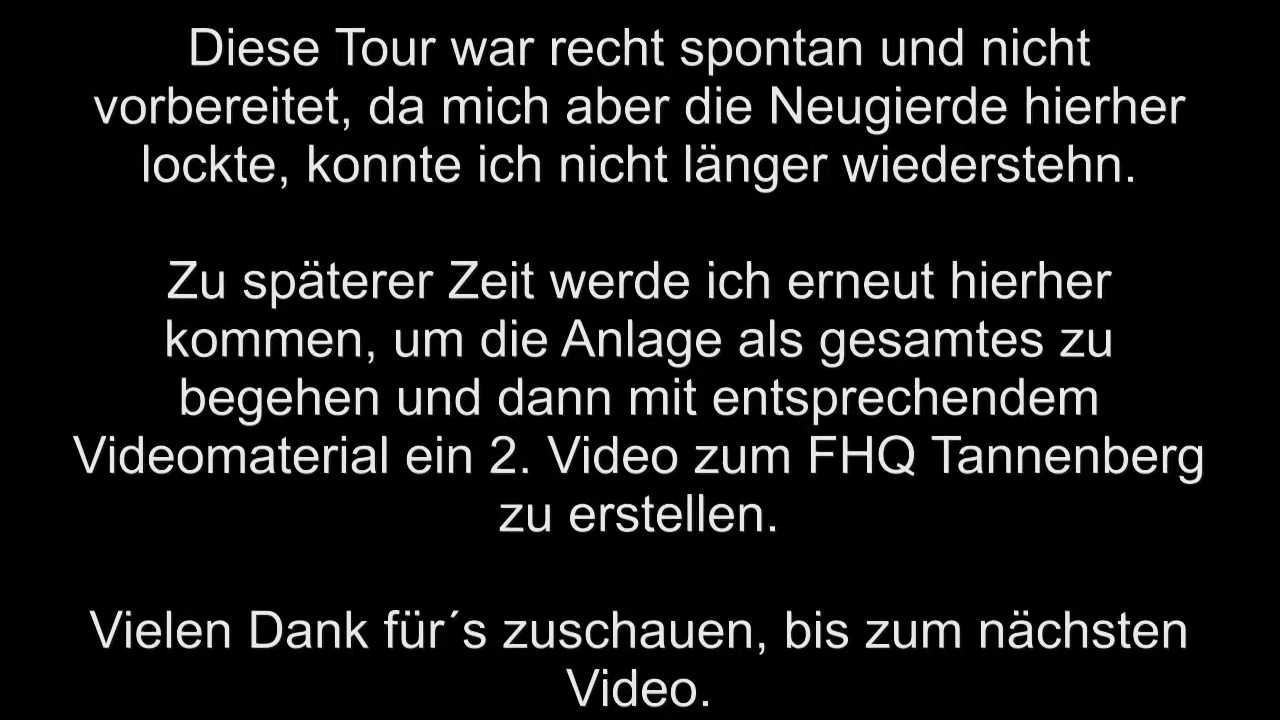 Diese Tour war recht spontan und nicht
vorbereitet, da mich aber die Neugierde hierher
lockte, konnte ich nicht länger wiederstehn.
Zu späterer Zeit werde ich erneut hierher
kommen, um die Anlage als gesamtes zu
begehen und dann mit entsprechendem
Videomaterial ein 2. Video zum FHQ Tannenberg
zu erstellen.
Vielen Dank für´s zuschauen, bis zum nächsten
Video.